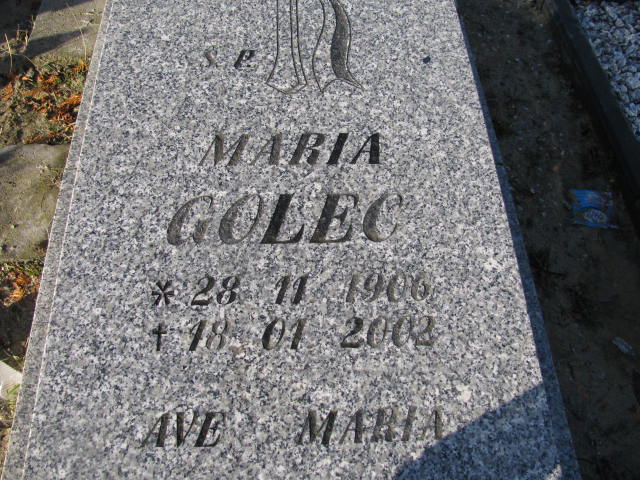 S. P.
MARIA
GOLEC
* 28 11 1906
† 18 01 2002
AVE MARIA